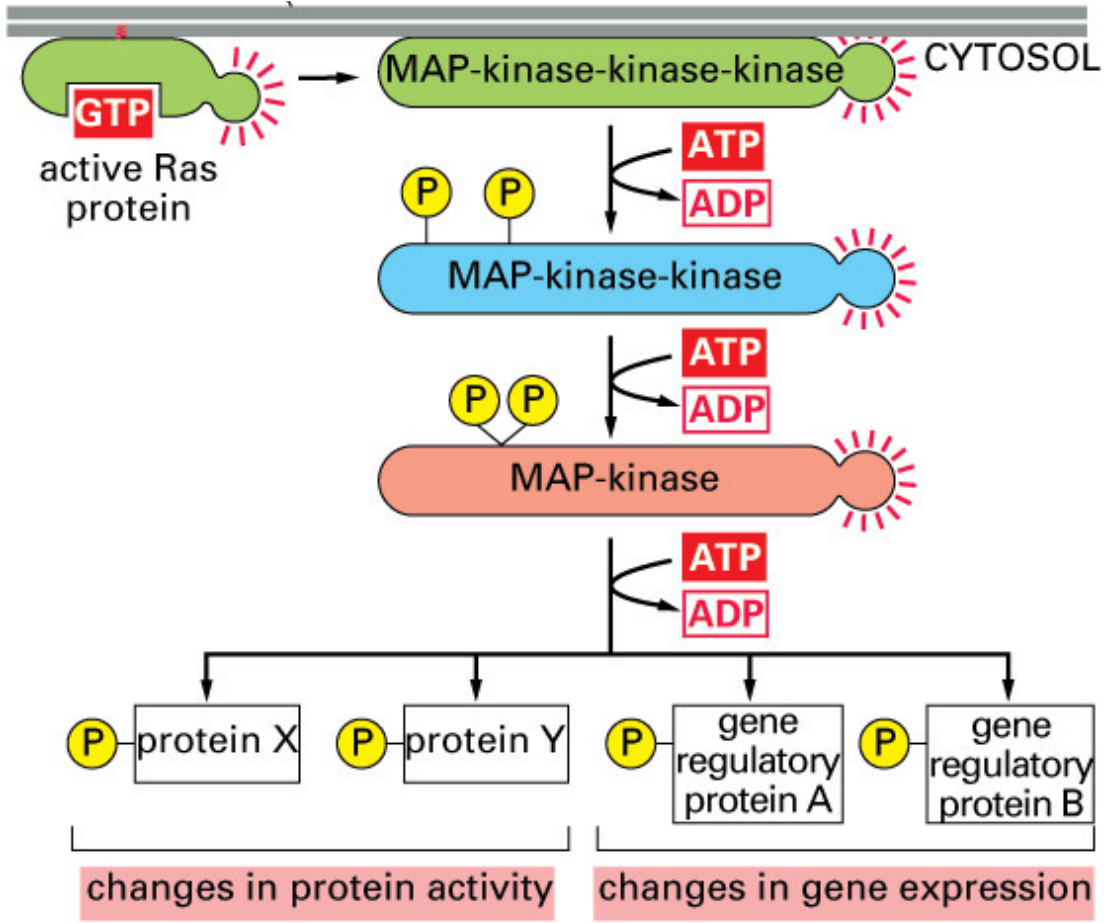 MAP-kinase-kinase-kinase
CYTOSOL
GTP
active Ras
protein
ATP
ADP
P
P
MAP-kinase-kinase
ATP
ADP
P
P
MAP-kinase
ATP
ADP
P
protein X
P
protein Y
P
gene
regulatory
protein A
P
gene
regulatory
protein B
changes in protein activity
changes in gene expression